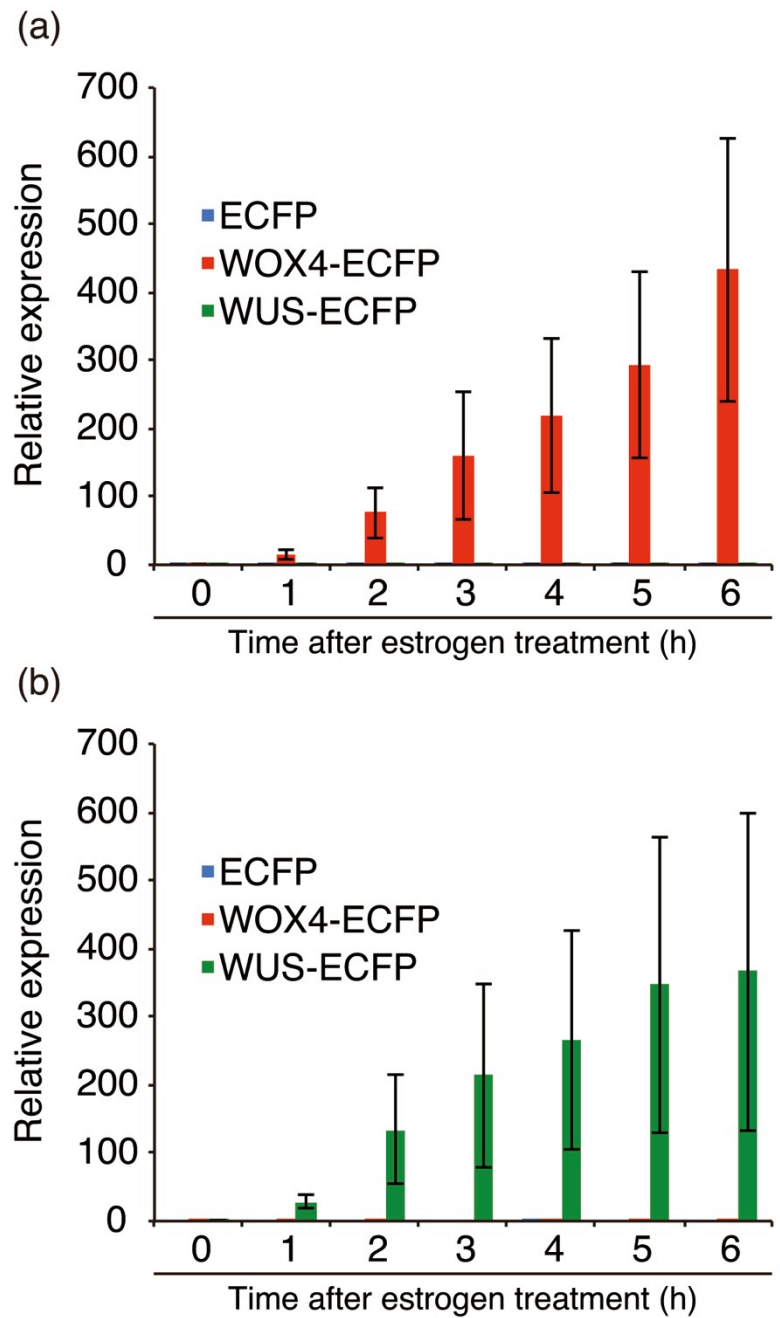 (a)
700
600
500
400
300
200
100
0
Relative expression
ECFP
WOX4-ECFP
WUS-ECFP
0 1 2 3 4 5 6
Time after estrogen treatment (h)
(b)
700
600
500
400
300
200
100
0
Relative expression
ECFP
WOX4-ECFP
WUS-ECFP
0 1 2 3 4 5 6
Time after estrogen treatment (h)